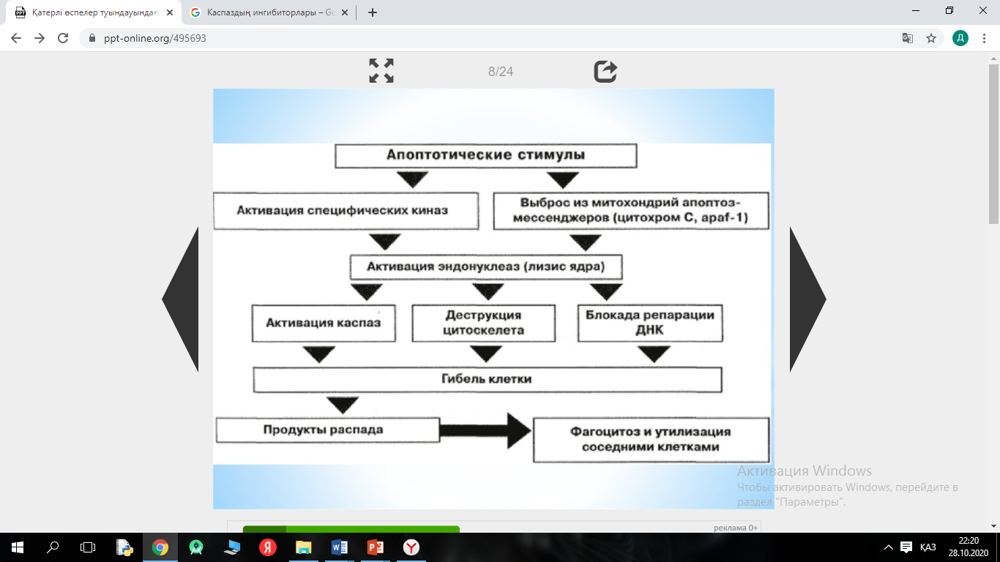 Қатерлі өспелер туындауындағ
Каспаздың ингибиторлары – Go
ppt-online.org/495693
Д
8/24
Апоптотические стимулы
Активация специфических киназ
Выброс из митохондрий апоптоз-
мессенджеров (цитохром С, apaf-1)
Активация эндонуклеаз (лизис ядра)
Активация каспаз
Деструкция
цитоскелета
Блокада репарации
ДНК
Гибель клетки
Продукты распада
Фагоцитоз и утилизация
соседними клетками
Активация Windows
Чтобы активировать Windows, перейдите в
раздел "Параметры".
реклама 0+
ҚАЗ
22:20
28.10.2020